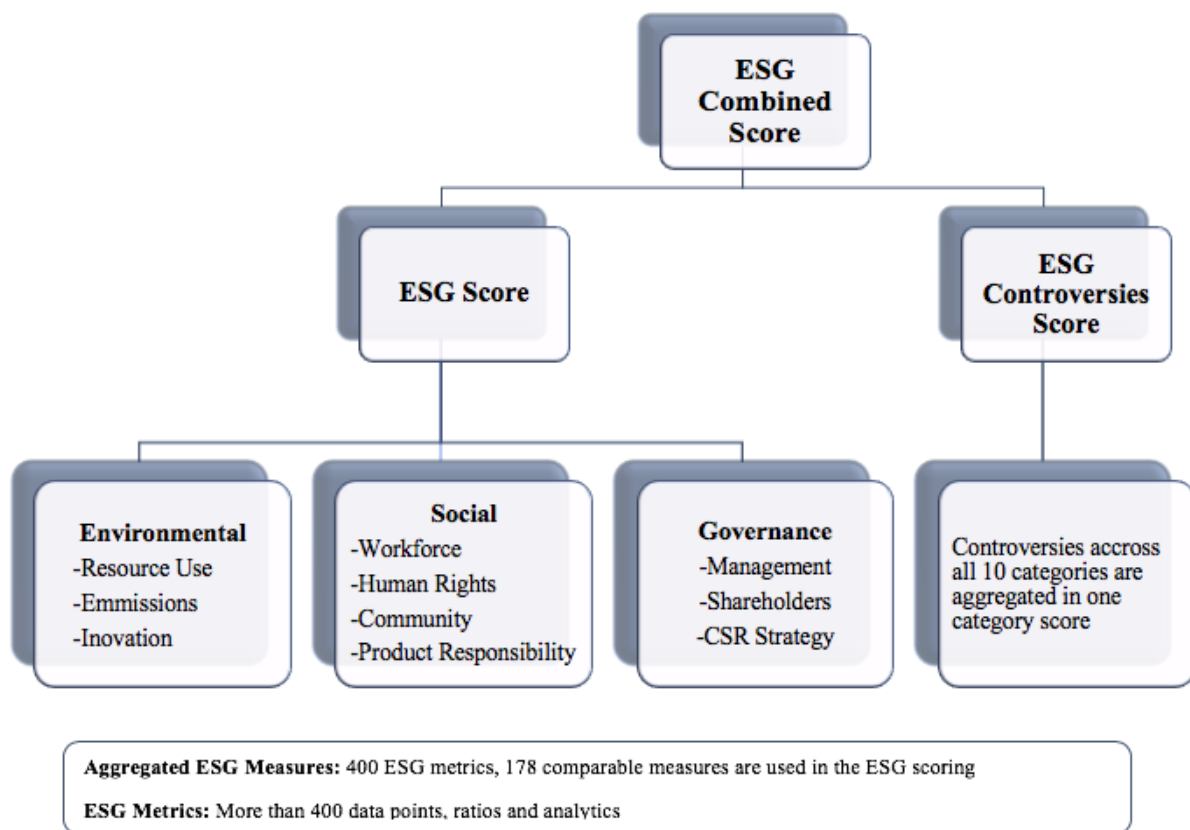 ESG
Combined
Score
ESG Score
ESG
Controversies
Score
Environmental
-Resource Use
-Emmissions
-Inovation
Social
-Workforce
-Human Rights
-Community
-Product Responsibility
Governance
-Management
-Shareholders
-CSR Strategy
Controversies accross
all 10 categories are
aggregated in one
category score
Aggregated ESG Measures: 400 ESG metrics, 178 comparable measures are used in the ESG scoring
ESG Metrics: More than 400 data points, ratios and analytics